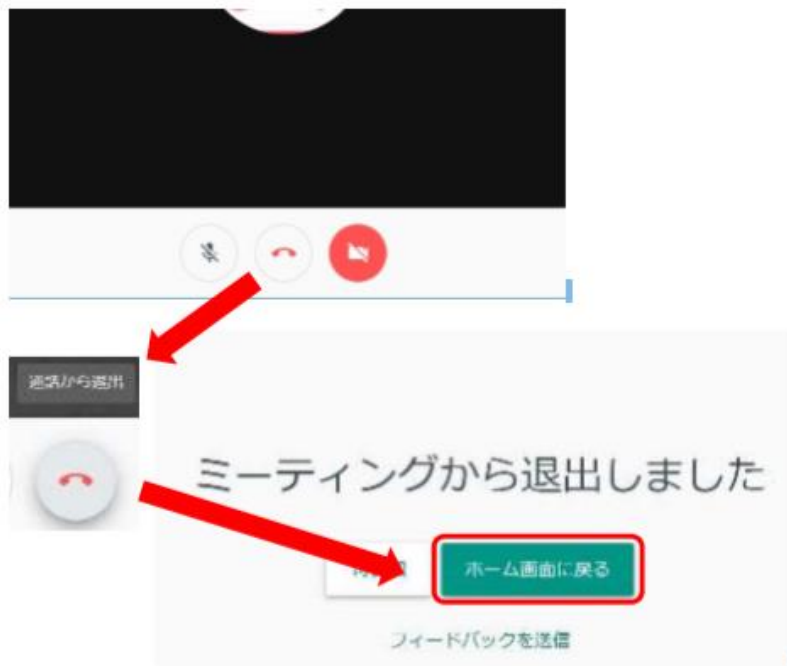 通話から退出
ミーティングから退出しました
ホーム画面に戻る
フィードバックを送信